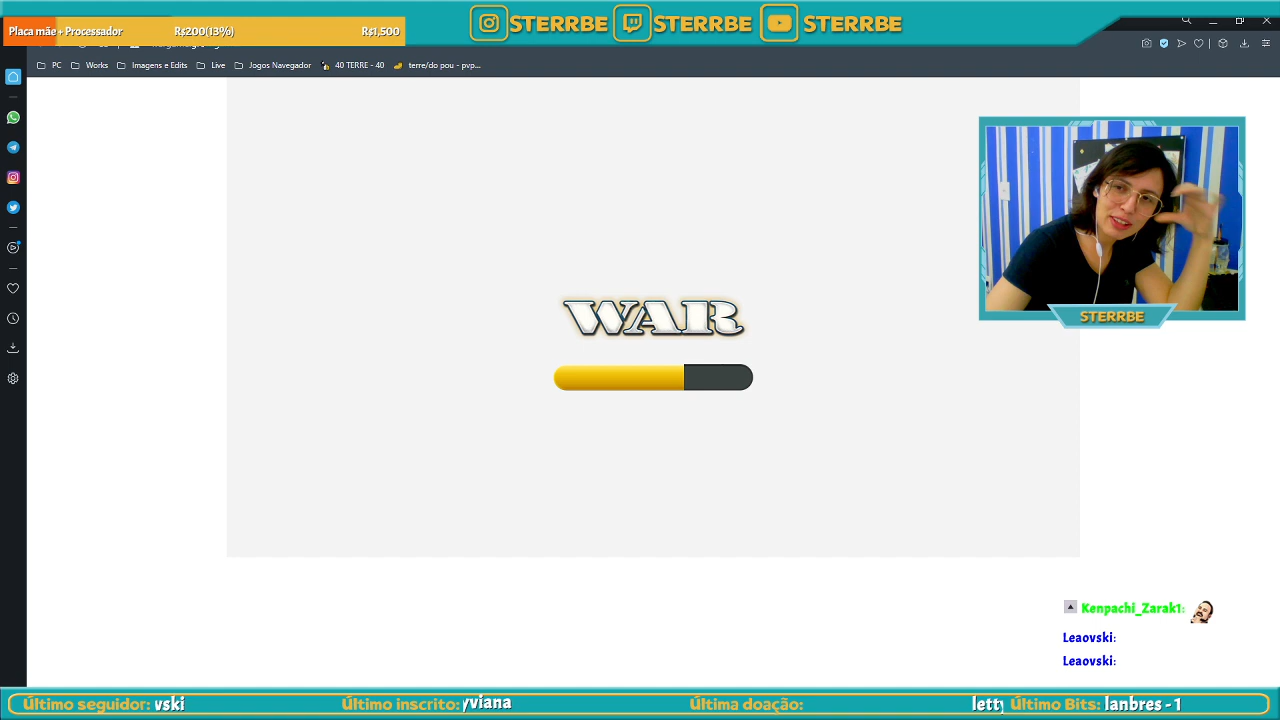 STERRBE STERRBE STERRBE
Placa mãe + Processador R$200(13%) R$1,500
PC Works Imagens e Edits Live Jogos Navegador 40 TERRE - 40 terre/do pou - pvp...
WAR
STERRBE
Kenpachi_Zarak1:
Leaovski:
Leaovski:
Último seguidor: vski Último inscrito: yviana Última doação: letty Último Bits: lanbres - 1